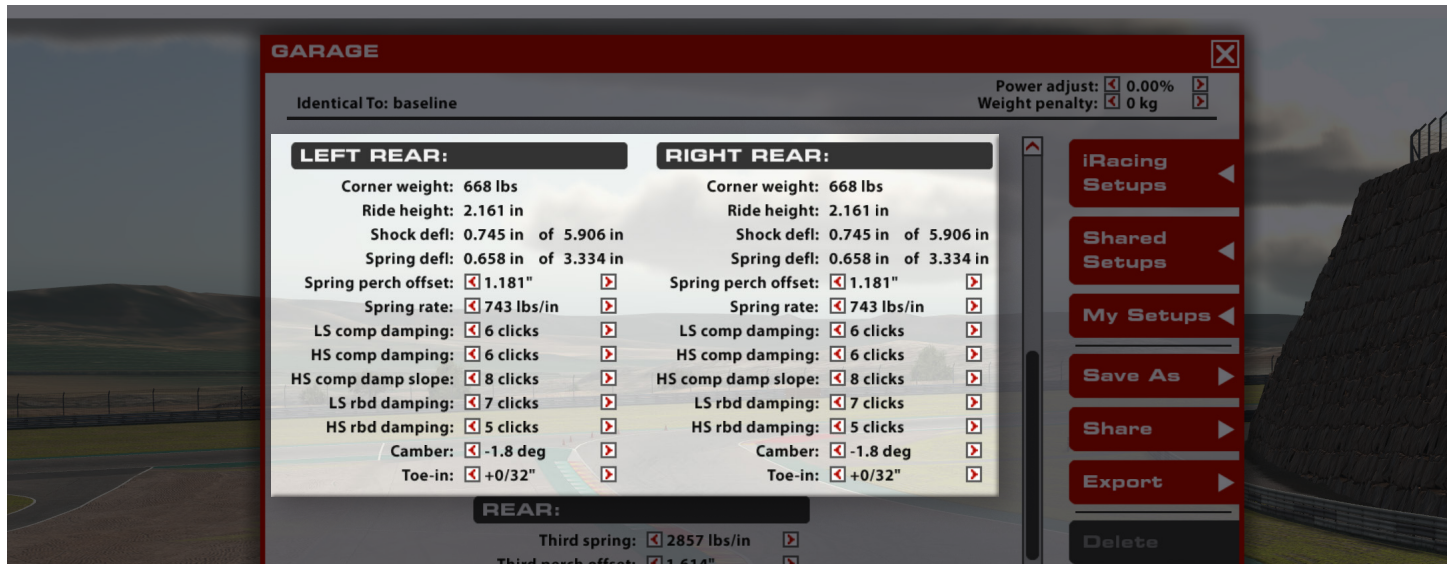 GARAGE
Identical To: baseline
Power adjust: 0.00%
Weight penalty: 0 kg
LEFT REAR:
Corner weight: 668 lbs
Ride height: 2.161 in
Shock defl: 0.745 in of 5.906 in
Spring defl: 0.658 in of 3.334 in
Spring perch offset: 1.181"
Spring rate: 743 lbs/in
LS comp damping: 6 clicks
HS comp damping: 6 clicks
HS comp damp slope: 8 clicks
LS rbd damping: 7 clicks
HS rbd damping: 5 clicks
Camber: -1.8 deg
Toe-in: +0/32"
RIGHT REAR:
Corner weight: 668 lbs
Ride height: 2.161 in
Shock defl: 0.745 in of 5.906 in
Spring defl: 0.658 in of 3.334 in
Spring perch offset: 1.181"
Spring rate: 743 lbs/in
LS comp damping: 6 clicks
HS comp damping: 6 clicks
HS comp damp slope: 8 clicks
LS rbd damping: 7 clicks
HS rbd damping: 5 clicks
Camber: -1.8 deg
Toe-in: +0/32"
REAR:
Third spring: 2857 lbs/in
Third perch offset: 1.614"
iRacing
Setups
Shared
Setups
My Setups
Save As
Share
Export
Delete